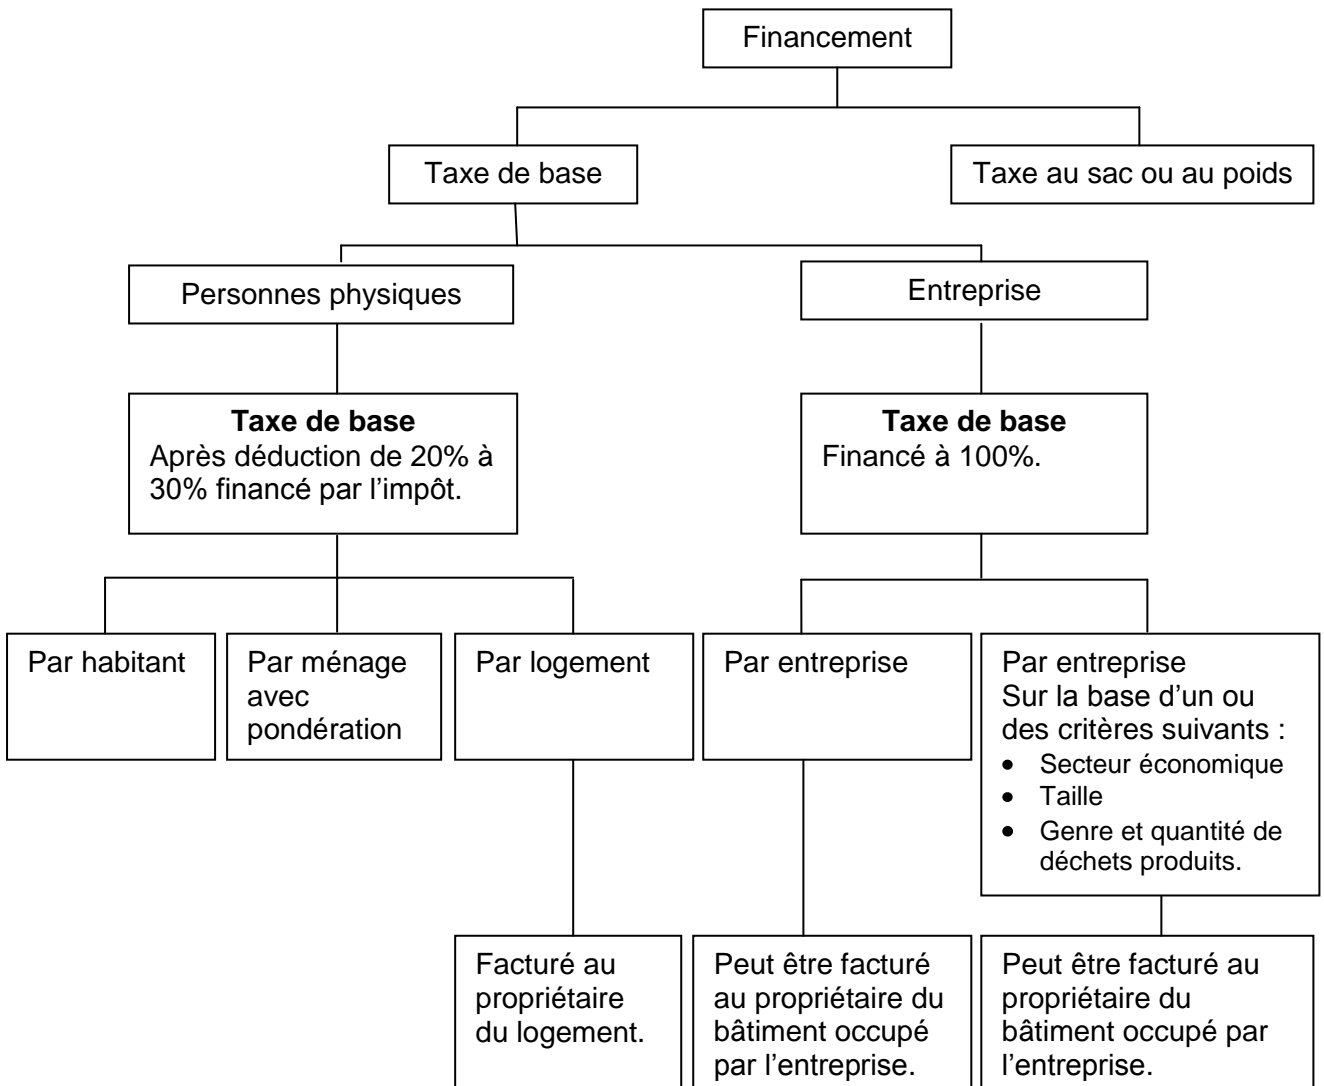 Financement
Taxe de base
Taxe au sac ou au poids
Personnes physiques
Entreprise
Taxe de base
Après déduction de 20% à
30% financé par l’impôt.
Taxe de base
Financé à 100%.
Par habitant
Par ménage
avec
pondération
Par logement
Par entreprise
Par entreprise
Sur la base d’un ou
des critères suivants :
• Secteur économique
• Taille
• Genre et quantité de
déchets produits.
Facturé au
propriétaire
du logement.
Peut être facturé
au propriétaire du
bâtiment occupé
par l’entreprise.
Peut être facturé au
propriétaire du
bâtiment occupé par
l’entreprise.